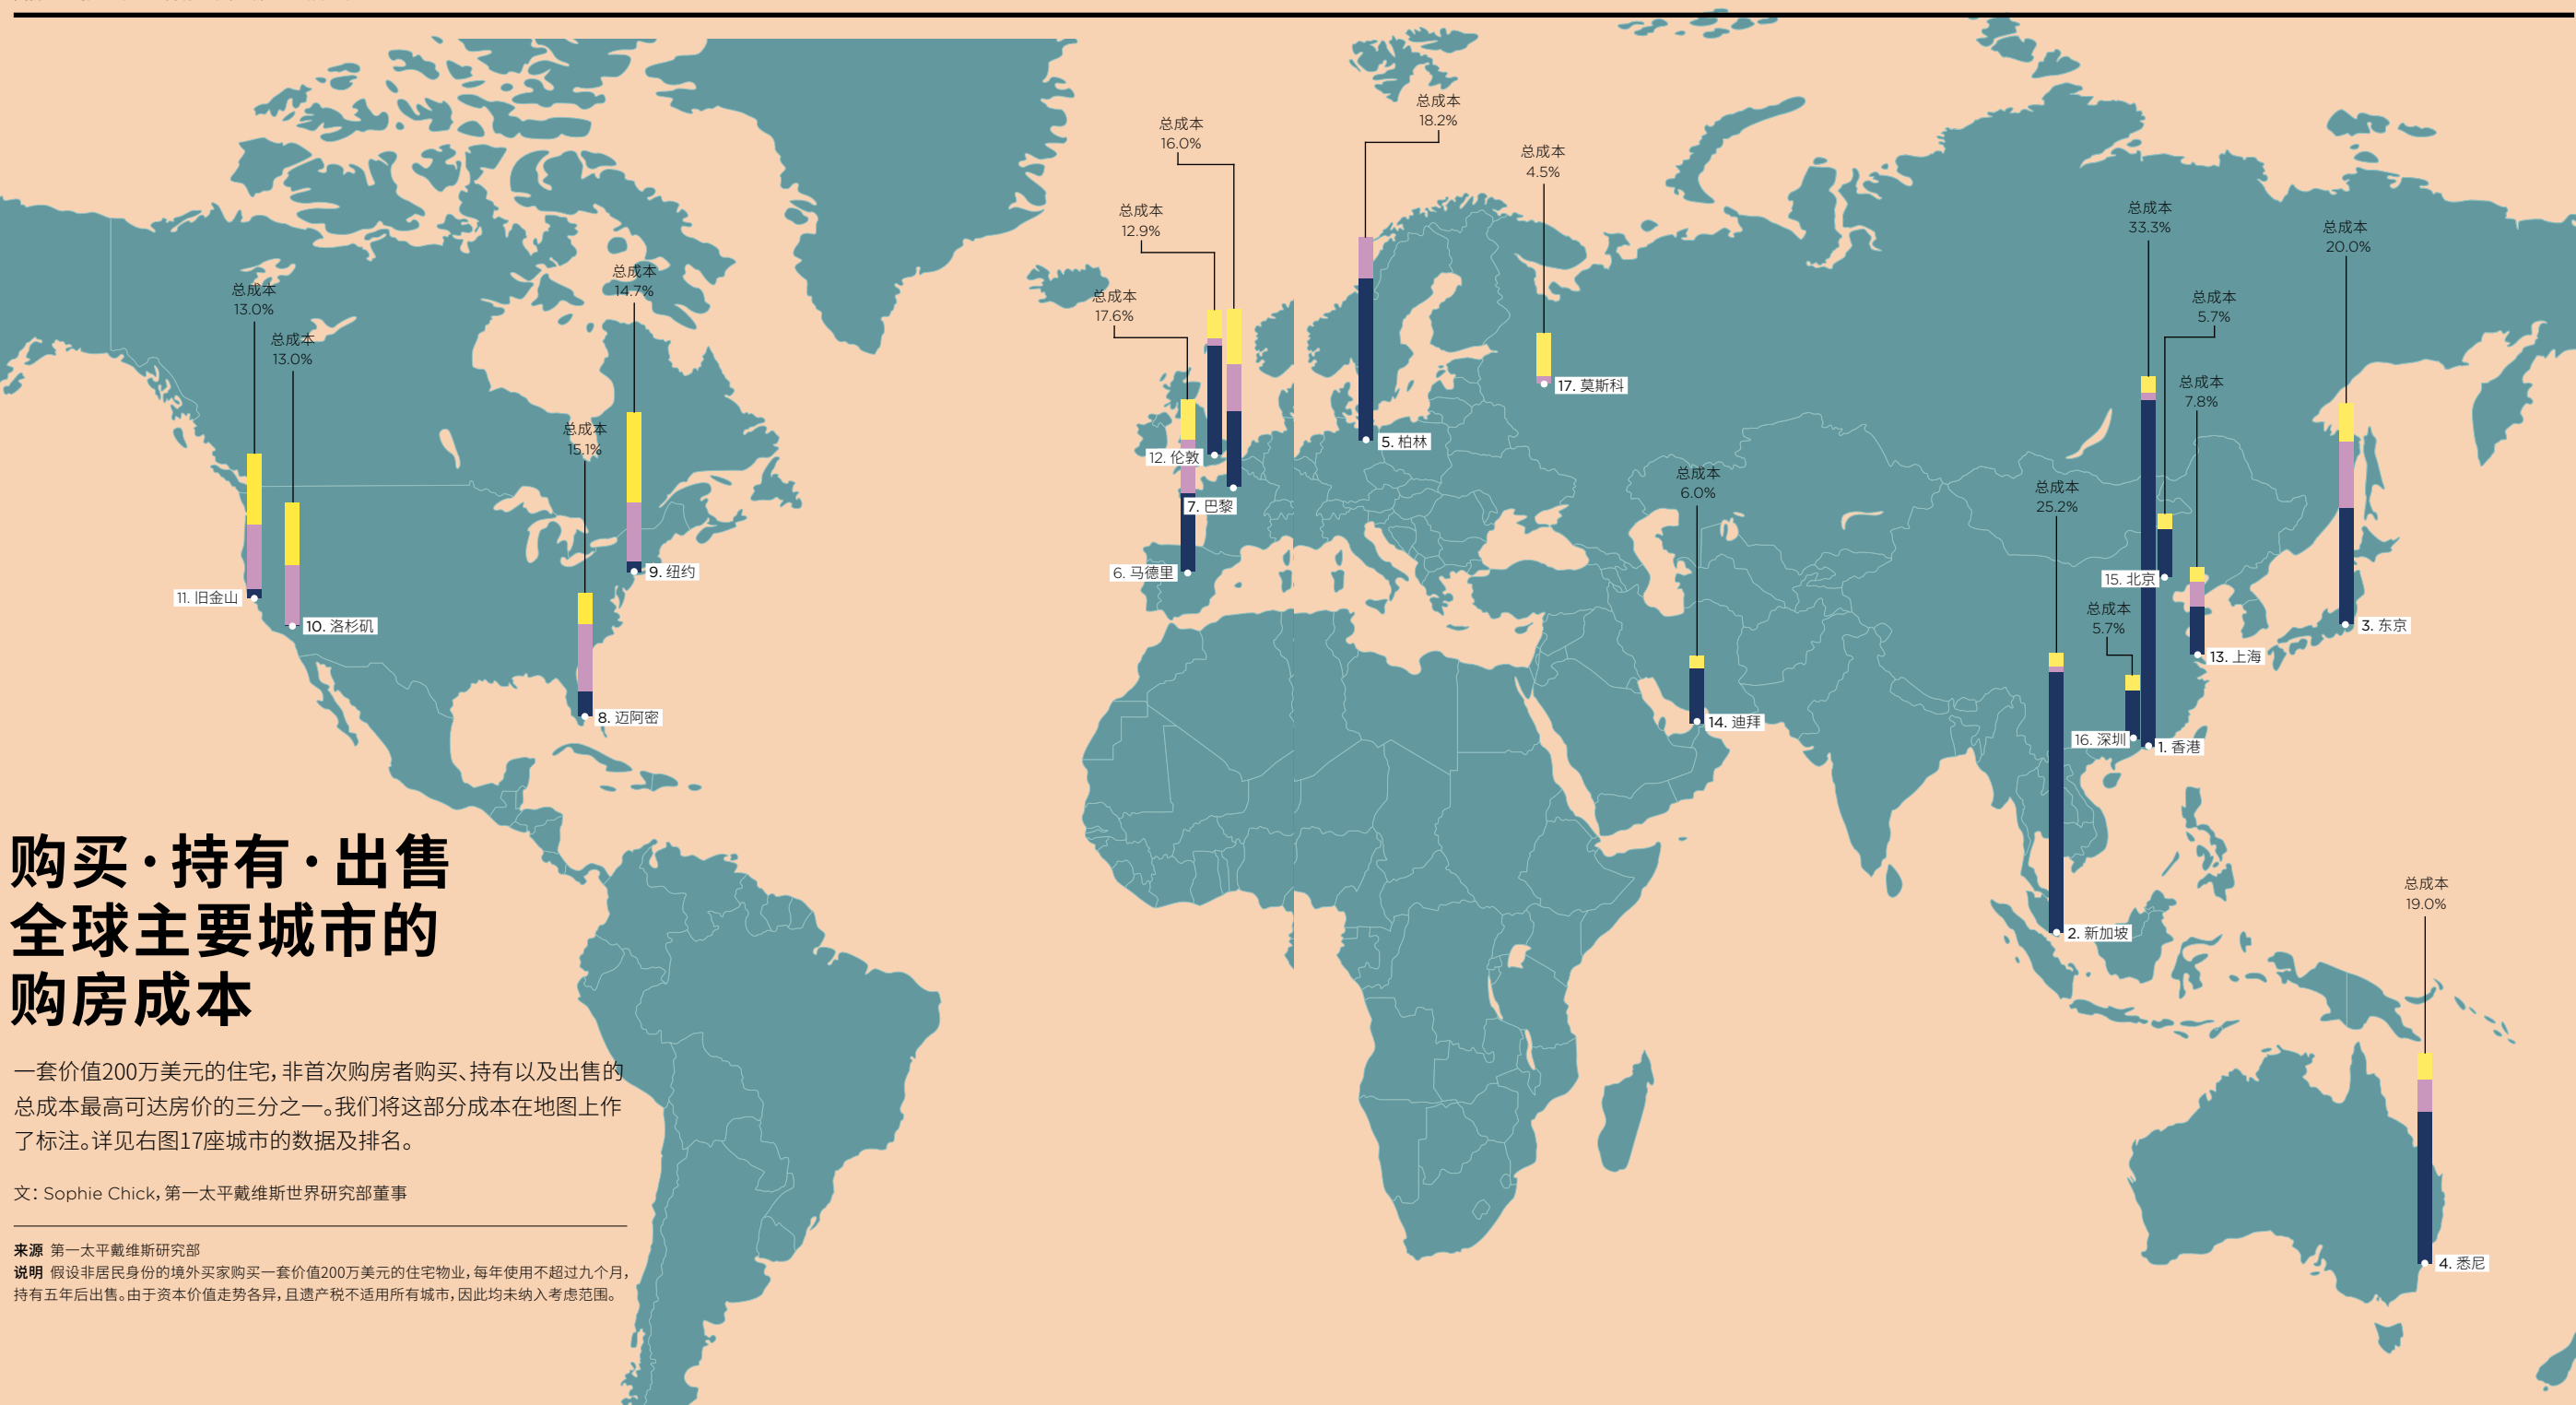 总成本
18.2%
总成本
16.0%
总成本
4.5%
总成本
12.9%
总成本
33.3%
总成本
20.0%
总成本
14.7%
总成本
13.0%
总成本
17.6%
总成本
5.7%
总成本
13.0%
总成本
7.8%
17. 莫斯科
总成本
15.1%
5. 柏林
12. 伦敦
总成本
6.0%
总成本
25.2%
7. 巴黎
9. 纽约
6. 马德里
15. 北京
11. 旧金山
总成本
5.7%
10. 洛杉矶
3. 东京
13. 上海
8. 迈阿密
14. 迪拜
16. 深圳
1. 香港
总成本
19.0%
2. 新加坡
4. 悉尼
购买·持有·出售
全球主要城市的
购房成本
一套价值200万美元的住宅，非首次购房者购买、持有以及出售的
总成本最高可达房价的三分之一。我们将这部分成本在地图上作
了标注。详见右图17座城市的数据及排名。
文：Sophie Chick，第一太平戴维斯世界研究部董事
来源 第一太平戴维斯研究部
说明 假设非居民身份的境外买家购买一套价值200万美元的住宅物业，每年使用不超过九个月，
持有五年后出售。由于资本价值走势各异，且遗产税不适用所有城市，因此均未纳入考虑范围。